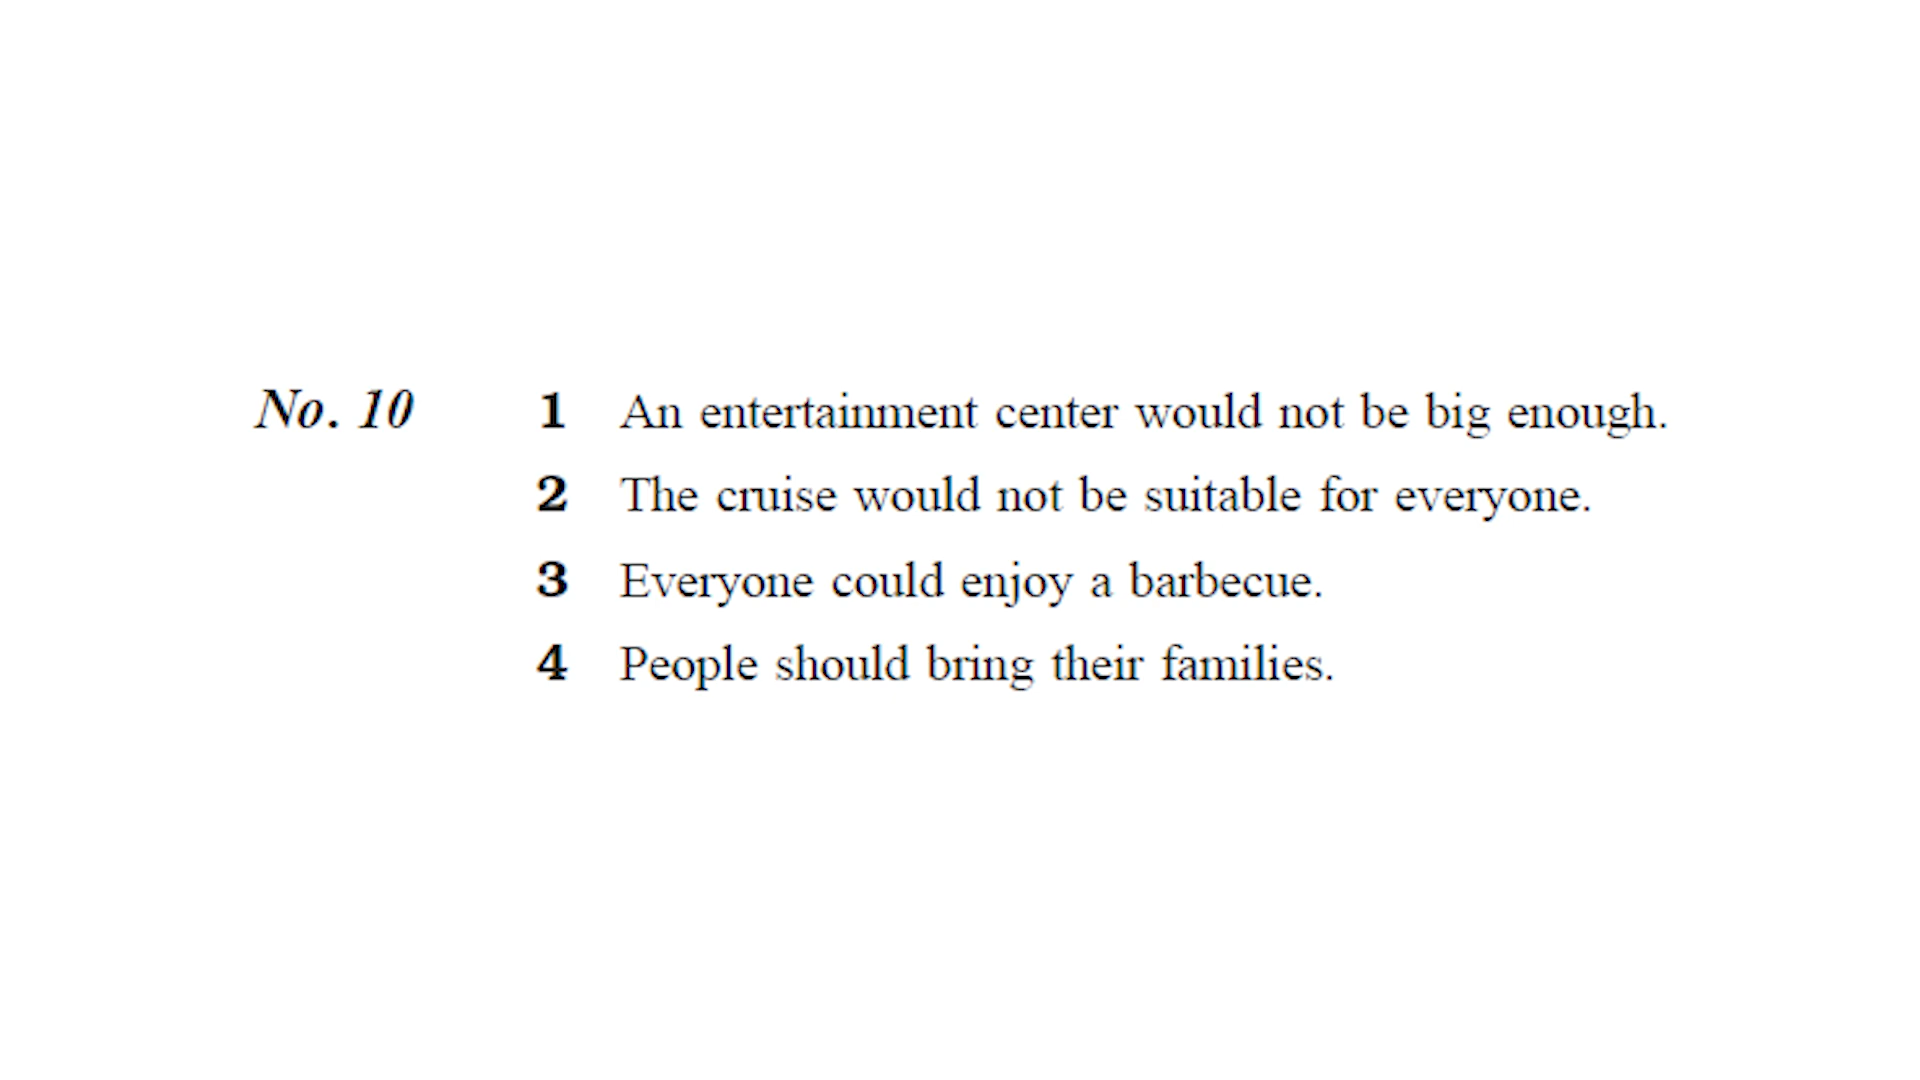 No. 10 1 An entertainment center would not be big enough.
2 The cruise would not be suitable for everyone.
3 Everyone could enjoy a barbecue.
4 People should bring their families.